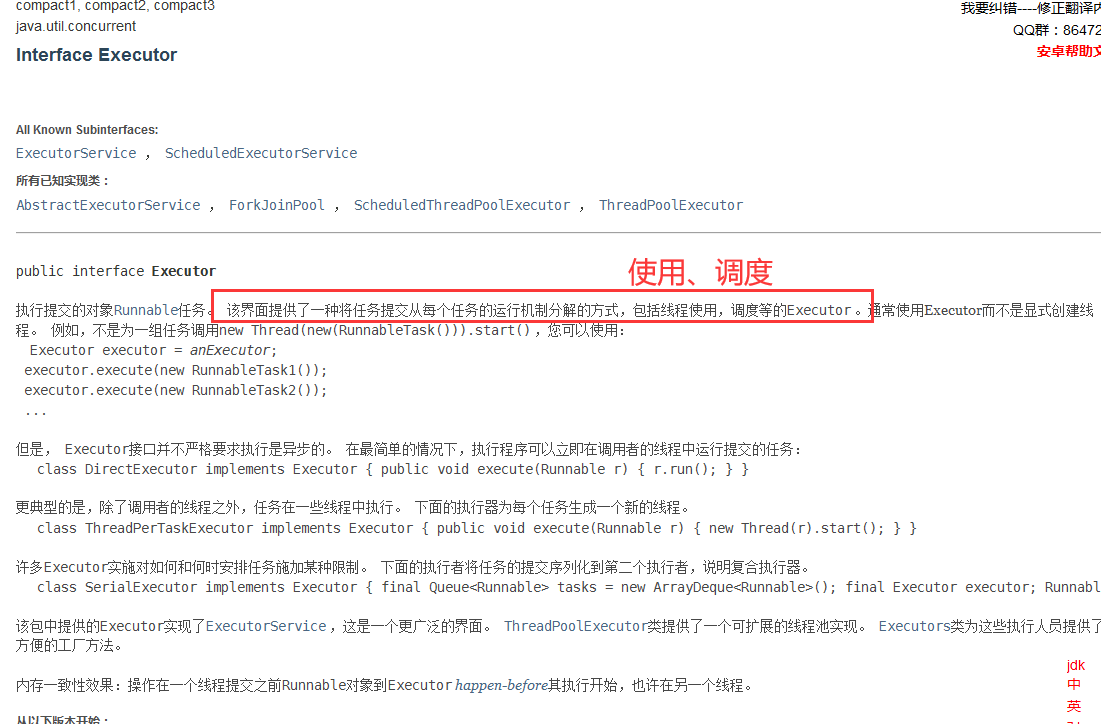 compact1, compact2, compact3
我要纠错----修正翻译
java.util.concurrent
QQ群：86472
Interface Executor
安卓帮助文
All Known Subinterfaces:
ExecutorService ， ScheduledExecutorService
所有已知实现类：
AbstractExecutorService ， ForkJoinPool ， ScheduledThreadPoolExecutor ， ThreadPoolExecutor
public interface Executor
使用、调度
执行提交的对象Runnable任务。 该界面提供了一种将任务提交从每个任务的运行机制分解的方式，包括线程使用，调度等的Executor 。通常使用Executor而不是显式创建线
程。 例如，不是为一组任务调用new Thread(new(RunnableTask())).start() ，您可以使用：
Executor executor = anExecutor;
executor.execute(new RunnableTask1());
executor.execute(new RunnableTask2());
...
但是， Executor接口并不严格要求执行是异步的。 在最简单的情况下，执行程序可以立即在调用者的线程中运行提交的任务：
class DirectExecutor implements Executor { public void execute(Runnable r) { r.run(); } }
更典型的是，除了调用者的线程之外，任务在一些线程中执行。 下面的执行器为每个任务生成一个新的线程。
class ThreadPerTaskExecutor implements Executor { public void execute(Runnable r) { new Thread(r).start(); } }
许多Executor实施对如何和何时安排任务施加某种限制。 下面的执行者将任务的提交序列化到第二个执行者，说明复合执行器。
class SerialExecutor implements Executor { final Queue<Runnable> tasks = new ArrayDeque<Runnable>(); final Executor executor; Runnabl
该包中提供的Executor实现了ExecutorService ，这是一个更广泛的界面。 ThreadPoolExecutor类提供了一个可扩展的线程池实现。 Executors类为这些执行人员提供了
方便的工厂方法。
内存一致性效果：操作在一个线程提交之前Runnable对象到Executor happen-before其执行开始，也许在另一个线程。
jdk
中
英
从以下版本开始：